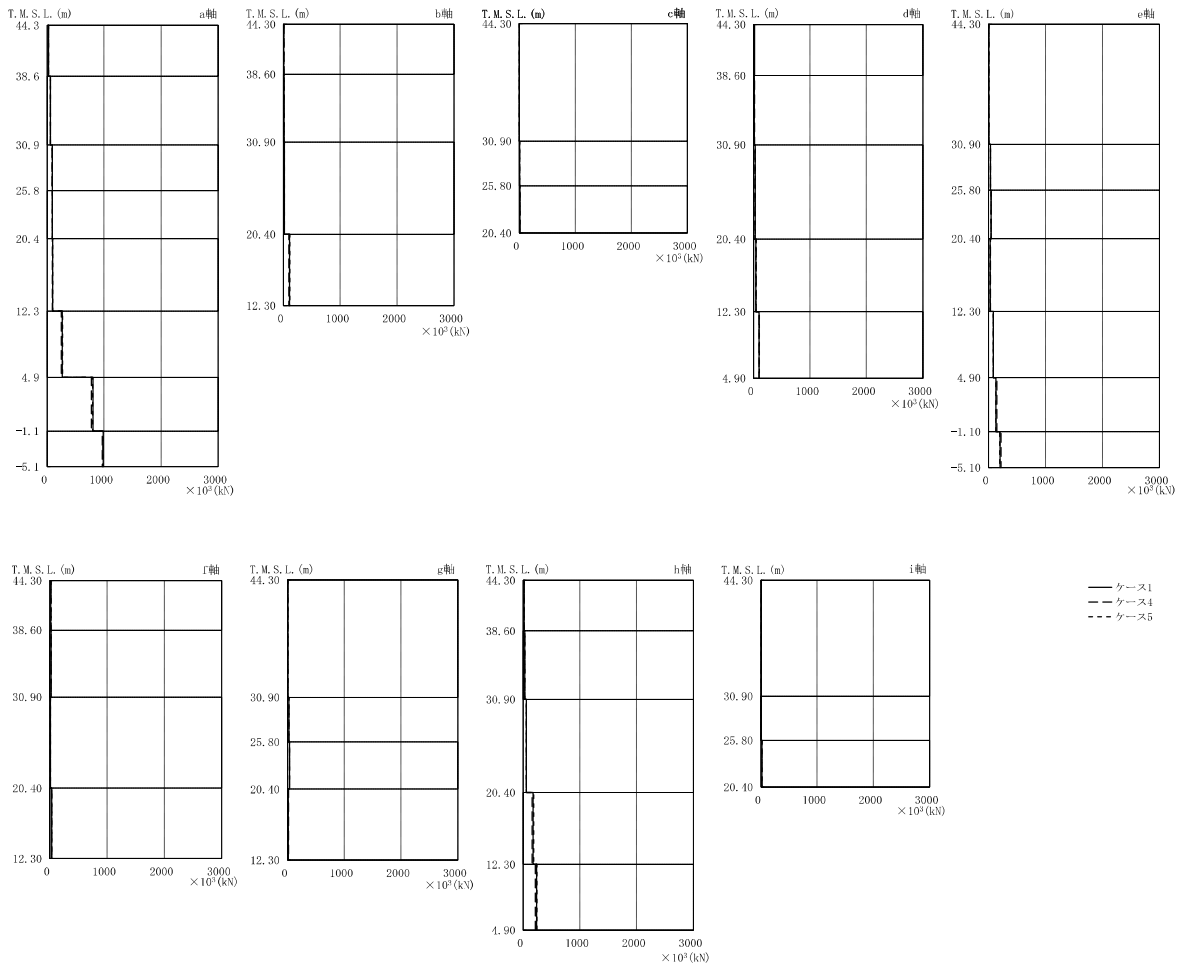 T.M.S.L.(m) a軸
44.3
38.6
30.9
25.8
20.4
12.3
4.9
-1.1
-5.1
0 1000 2000 3000
×10³(kN)
T.M.S.L.(m) b軸
44.30
38.60
30.90
20.40
12.30
0 1000 2000 3000
×10³(kN)
T.M.S.L.(m) c軸
44.30
30.90
25.80
20.40
0 1000 2000 3000
×10³(kN)
T.M.S.L.(m) d軸
44.30
38.60
30.90
20.40
12.30
4.90
0 1000 2000 3000
×10³(kN)
T.M.S.L.(m) e軸
44.30
30.90
25.80
20.40
12.30
4.90
-1.10
-5.10
0 1000 2000 3000
×10³(kN)
T.M.S.L.(m) f軸
44.30
38.60
30.90
20.40
12.30
0 1000 2000 3000
×10³(kN)
T.M.S.L.(m) g軸
44.30
30.90
25.80
20.40
12.30
0 1000 2000 3000
×10³(kN)
T.M.S.L.(m) h軸
44.30
38.60
30.90
20.40
12.30
4.90
0 1000 2000 3000
×10³(kN)
T.M.S.L.(m) i軸
44.30
30.90
25.80
20.40
0 1000 2000 3000
×10³(kN)
ケース1
ケース4
ケース5